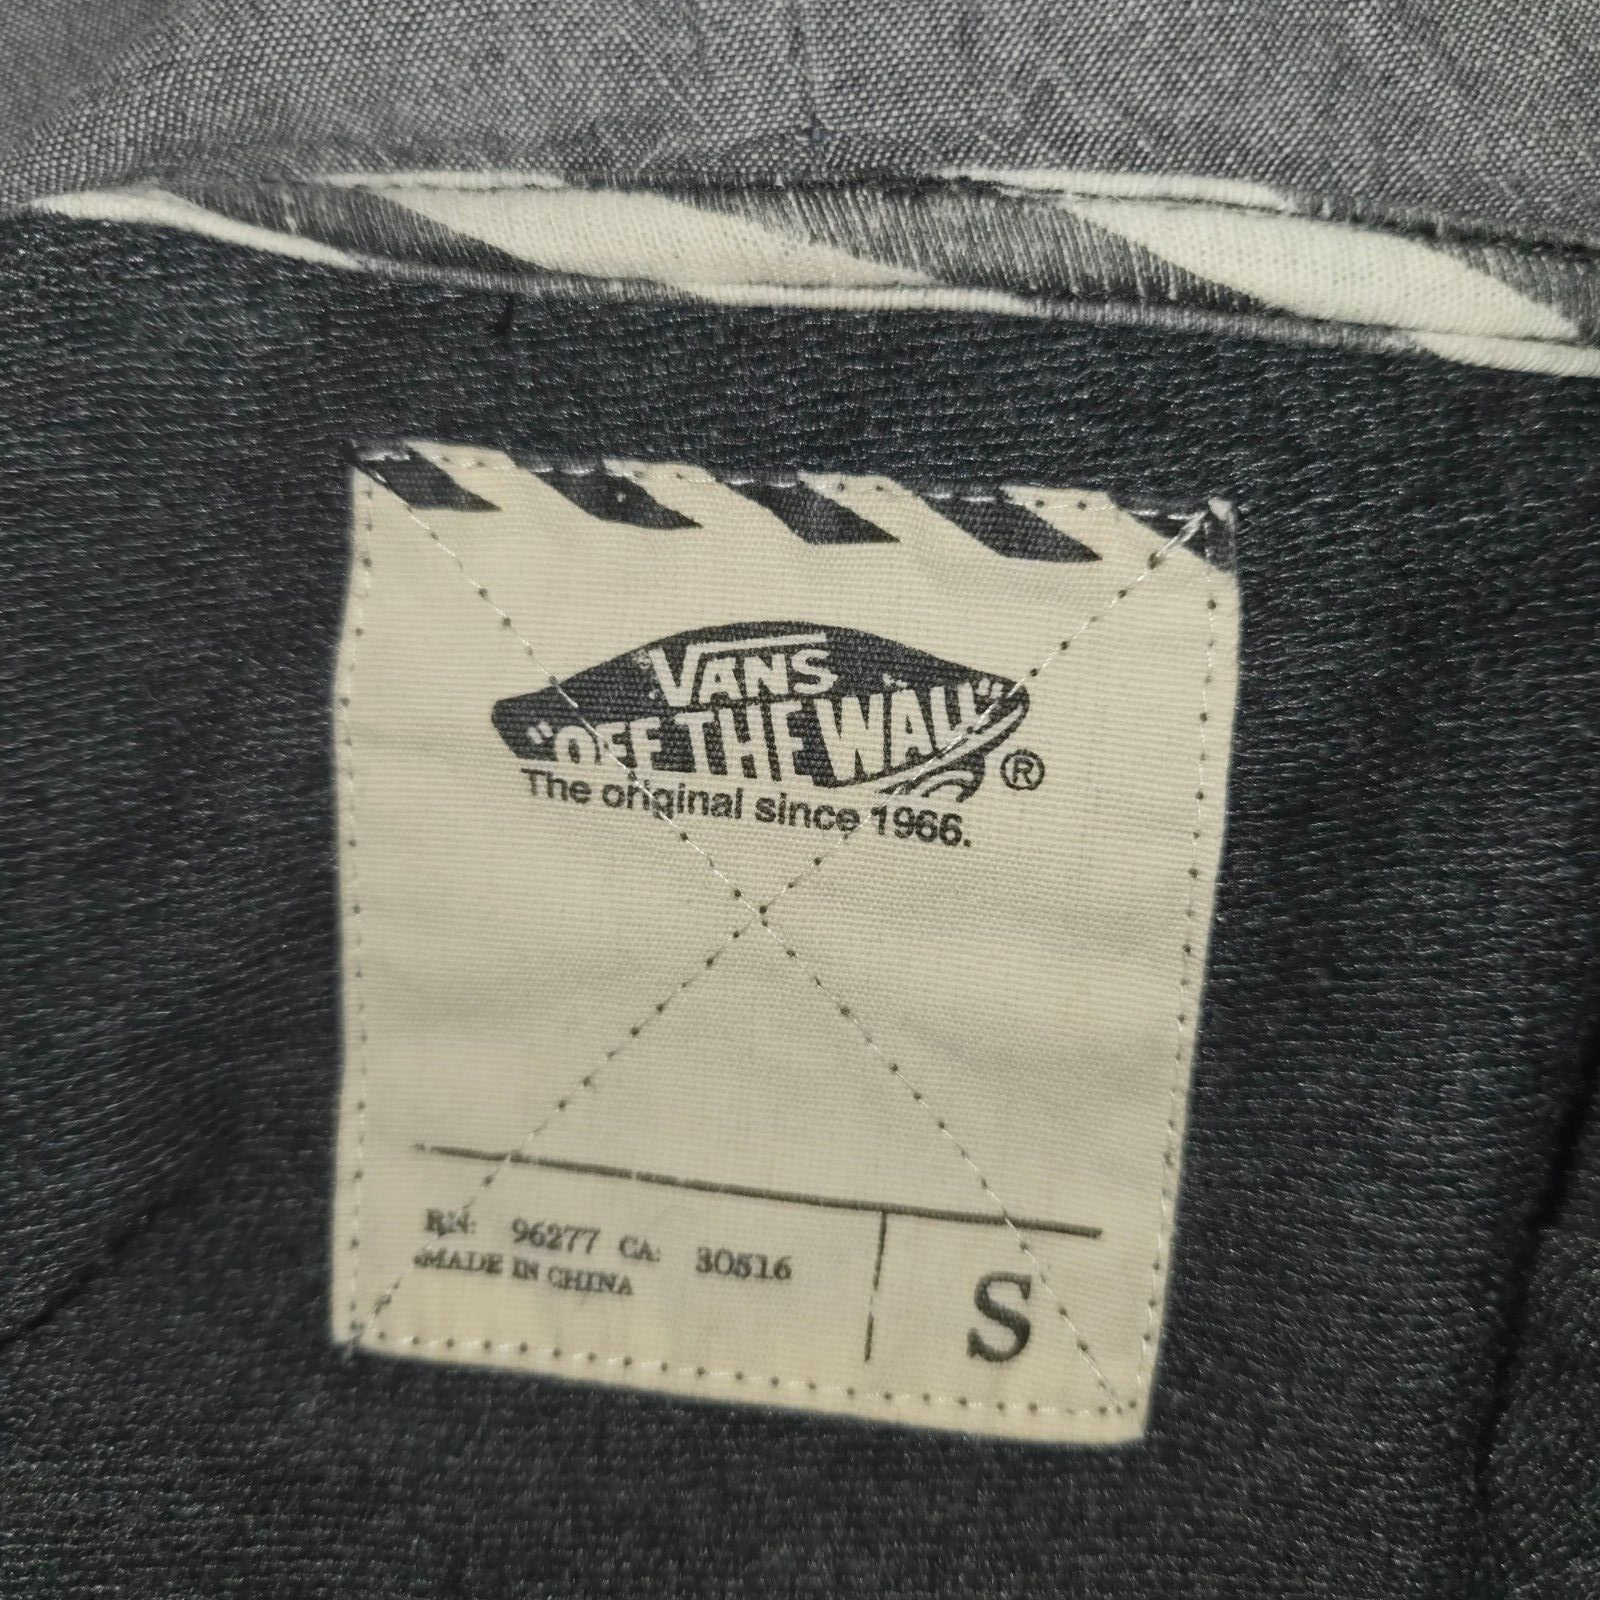 VANS
"OFF THE WALL"
®
The original since 1966.
RN: 96277 CA: 30516
MADE IN CHINA
S